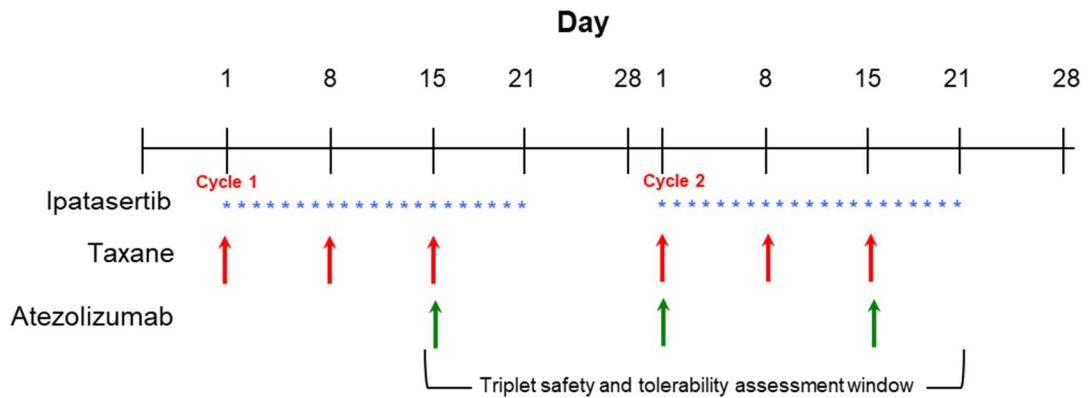 Day
1 8 15 21 28 1 8 15 21 28
Cycle 1 Cycle 2
Ipatasertib * * * * * * * * * * * * * * * * * * * * * * * * * * * * * * * * * * * * * * * * * *
Taxane
Atezolizumab
Triplet safety and tolerability assessment window